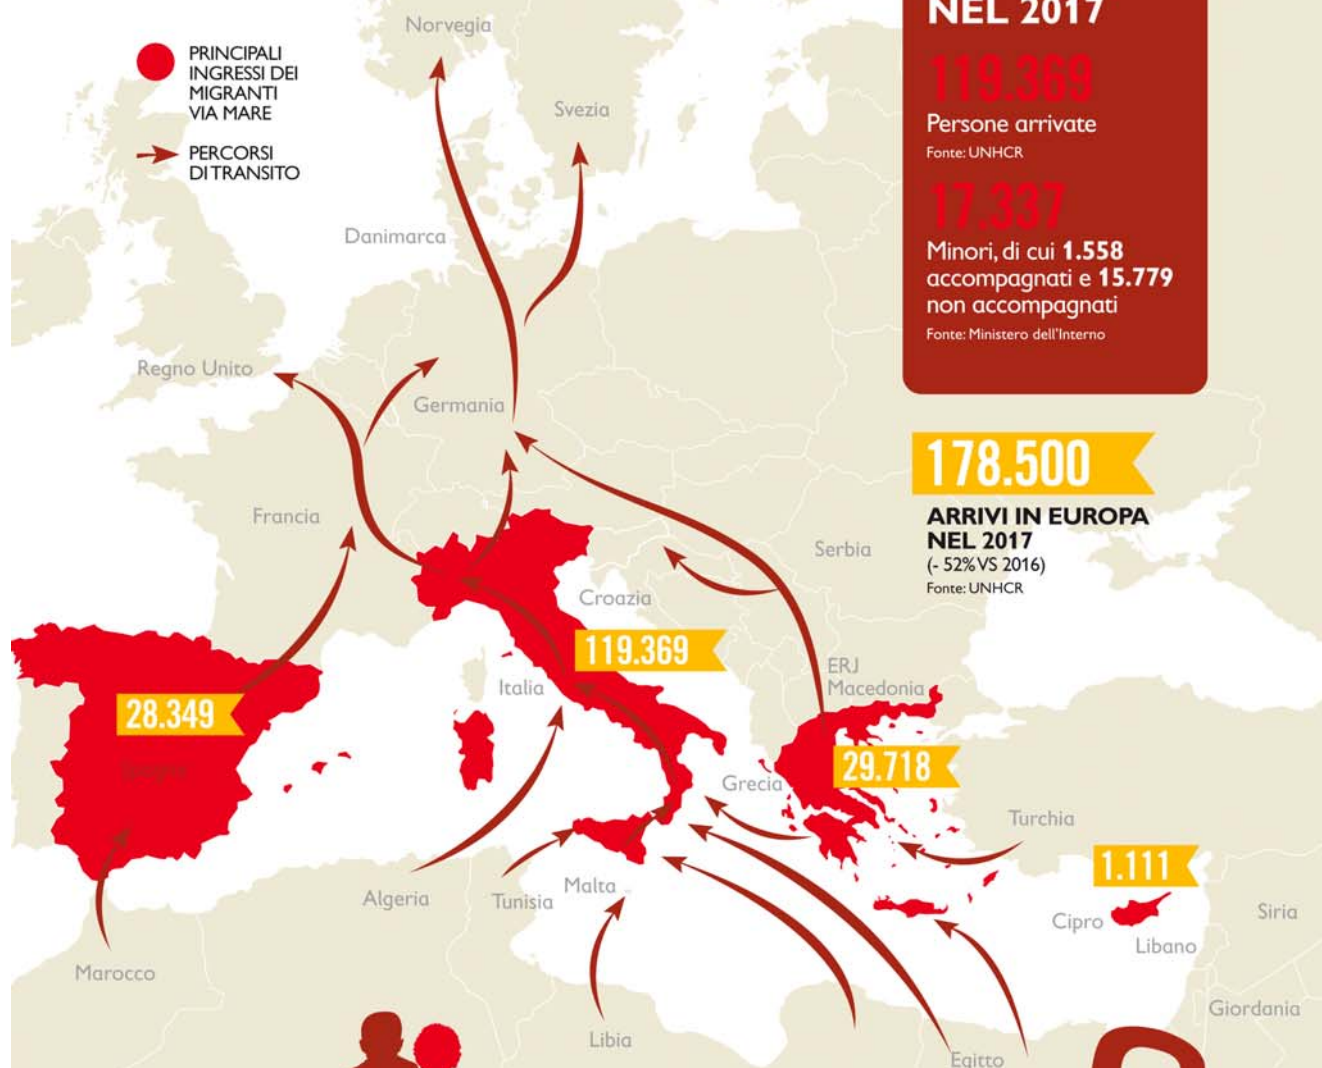 Norvegia
PRINCIPALI
INGRESSI DEI
MIGRANTI
VIA MARE
PERCORSI
DI TRANSITO
Svezia
Danimarca
Regno Unito
Germania
Francia
Serbia
Croazia
119.369
Italia
ERJ
Macedonia
28.349
Spagna
29.718
Grecia
Turchia
1.111
Algeria
Tunisia
Malta
Cipro
Siria
Libano
Marocco
Giordania
Libia
Egitto
NEL 2017
119.369
Persone arrivate
Fonte: UNHCR
17.337
Minori, di cui 1.558
accompagnati e 15.779
non accompagnati
Fonte: Ministero dell'Interno
178.500
ARRIVI IN EUROPA
NEL 2017
(- 52% VS 2016)
Fonte: UNHCR